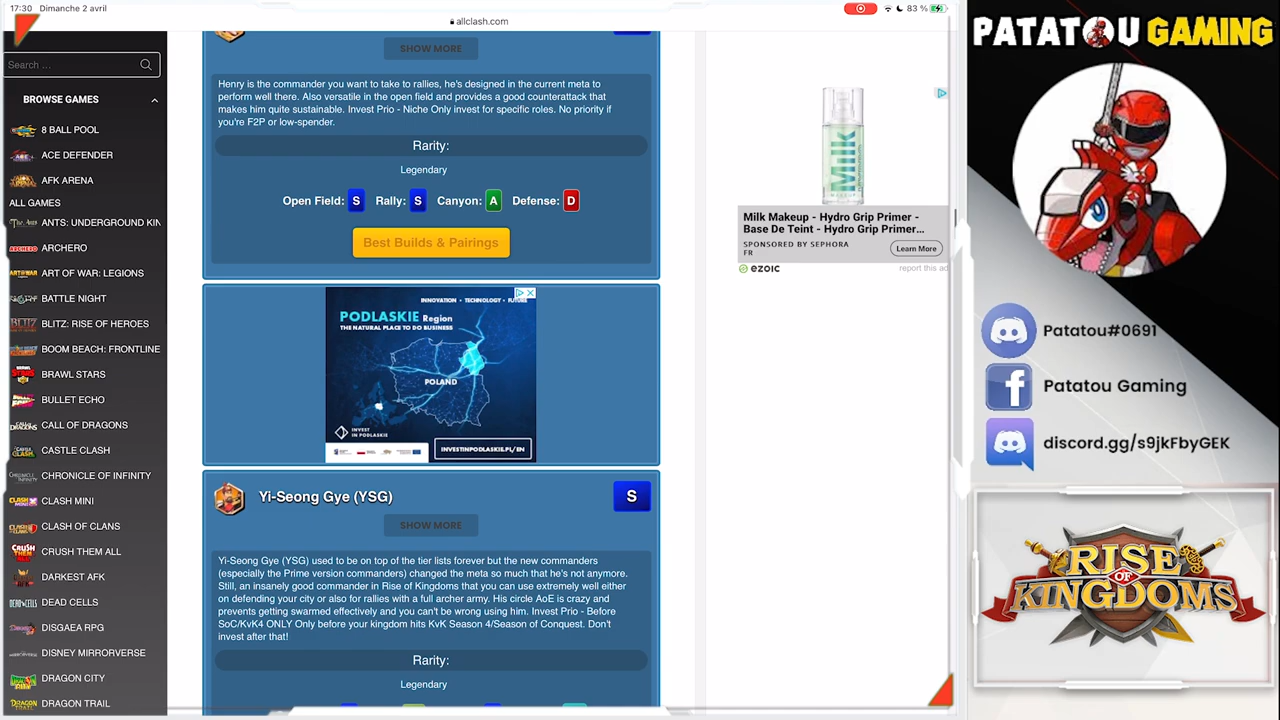 17:30 Dimanche 2 avril
83 %
allclash.com
Search ...
BROWSE GAMES
8 BALL POOL
ACE DEFENDER
AFK ARENA
ALL GAMES
ANTS: UNDERGROUND KIN
ARCHERO
ART OF WAR: LEGIONS
BATTLE NIGHT
BLITZ: RISE OF HEROES
BOOM BEACH: FRONTLINE
BRAWL STARS
BULLET ECHO
CALL OF DRAGONS
CASTLE CLASH
CHRONICLE OF INFINITY
CLASH MINI
CLASH OF CLANS
CRUSH THEM ALL
DARKEST AFK
DEAD CELLS
DISGAEA RPG
DISNEY MIRRORVERSE
DRAGON CITY
DRAGON TRAIL
SHOW MORE
Henry is the commander you want to take to rallies, he's designed in the current meta to
perform well there. Also versatile in the open field and provides a good counterattack that
makes him quite sustainable. Invest Prio - Niche Only invest for specific roles. No priority if
you're F2P or low-spender.
Rarity:
Legendary
Open Field: S Rally: S Canyon: A Defense: D
Best Builds & Pairings
INNOVATION • TECHNOLOGY • FUTURE
PODLASKIE Region
THE NATURAL PLACE TO DO BUSINESS
POLAND
INVEST
IN PODLASKIE
INVESTINPODLASKIE.PL/EN
Yi-Seong Gye (YSG)
S
SHOW MORE
Yi-Seong Gye (YSG) used to be on top of the tier lists forever but the new commanders
(especially the Prime version commanders) changed the meta so much that he's not anymore.
Still, an insanely good commander in Rise of Kingdoms that you can use extremely well either
on defending your city or also for rallies with a full archer army. His circle AoE is crazy and
prevents getting swarmed effectively and you can't be wrong using him. Invest Prio - Before
SoC/KvK4 ONLY Only before your kingdom hits KvK Season 4/Season of Conquest. Don't
invest after that!
Rarity:
Legendary
MILK
Milk Makeup - Hydro Grip Primer -
Base De Teint - Hydro Grip Primer...
SPONSORED BY SEPHORA
FR
Learn More
ezoic
report this ad
PATATOU GAMING
Patatou#0691
Patatou Gaming
discord.gg/s9jkFbyGEK
RISE
OF
KINGDOMS